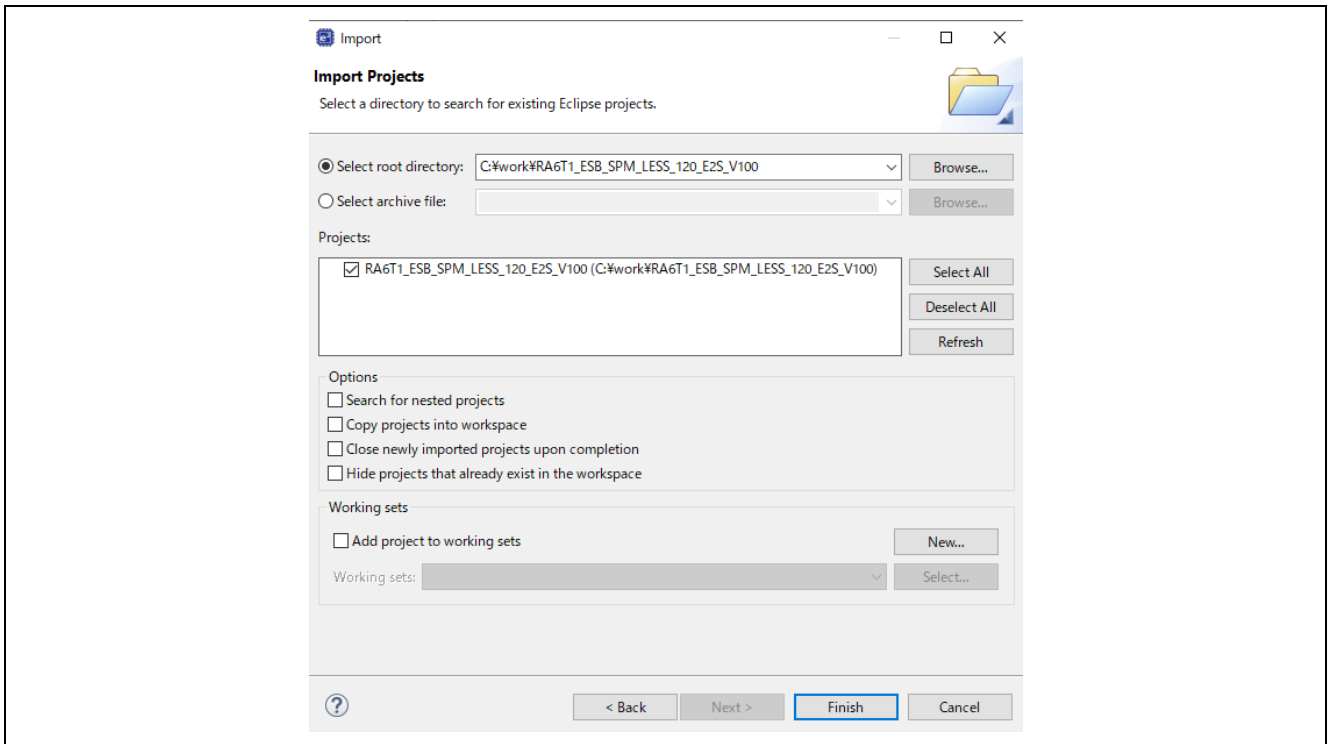 Import
Import Projects
Select a directory to search for existing Eclipse projects.
Select root directory: C:¥work¥RA6T1_ESB_SPM_LESS_120_E2S_V100 Browse...
Select archive file: Browse...
Projects:
RA6T1_ESB_SPM_LESS_120_E2S_V100 (C:¥work¥RA6T1_ESB_SPM_LESS_120_E2S_V100) Select All
Deselect All
Refresh
Options
Search for nested projects
Copy projects into workspace
Close newly imported projects upon completion
Hide projects that already exist in the workspace
Working sets
Add project to working sets New...
Working sets: Select...
? < Back Next > Finish Cancel